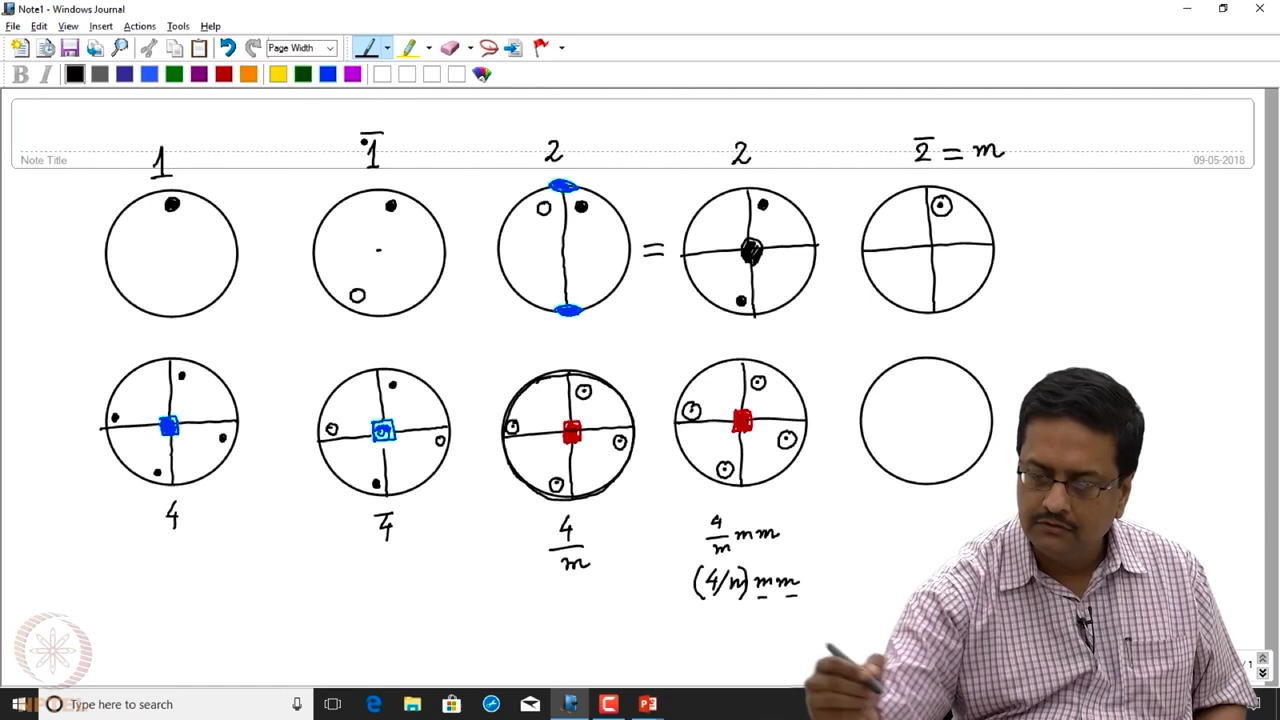 Note1 - Windows Journal
File Edit View Insert Actions Tools Help
Page Width
B I
1 1̅ 2 2 2̅ = m
Note Title
09-05-2018
=
4 4̅ 4/m 4/m mm
(4/m) mm
/ 1
Type here to search